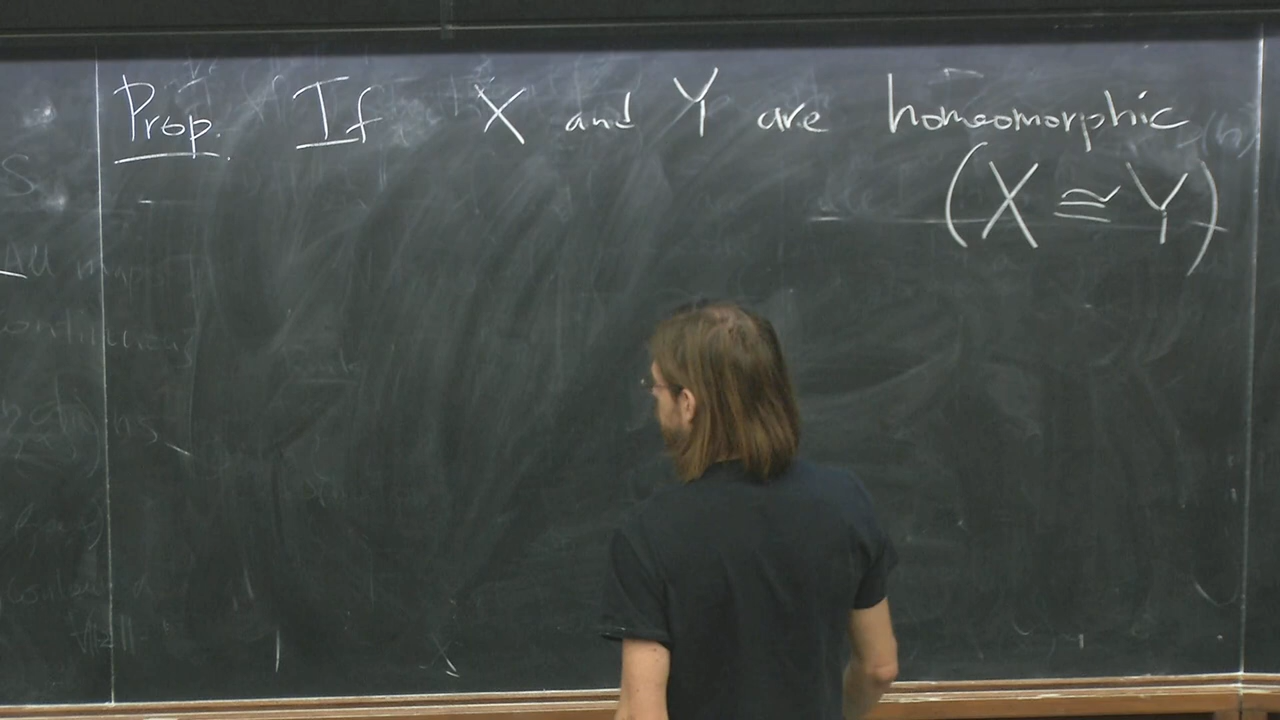 Prop. If X and Y are homeomorphic
(X ≅ Y)